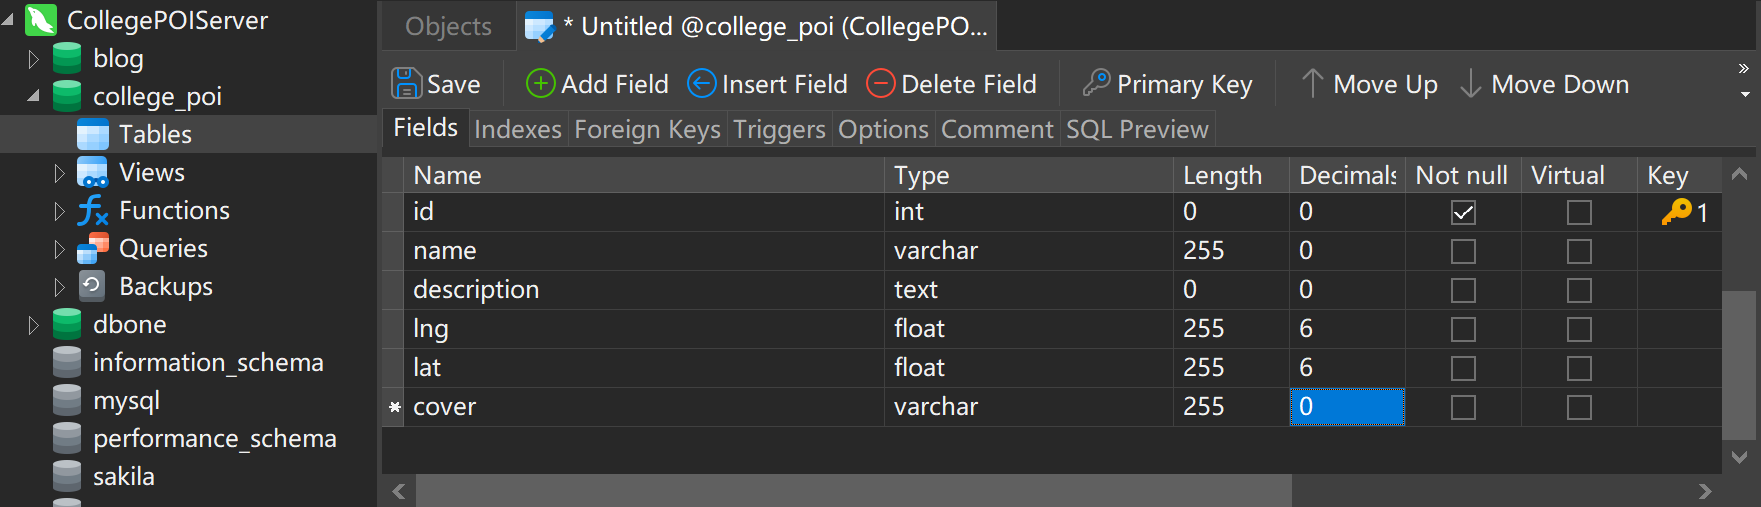 CollegePOIServer
blog
college_poi
Tables
Views
Functions
Queries
Backups
dbone
information_schema
mysql
performance_schema
sakila
Objects
* Untitled @college_poi (CollegePO...
Save Add Field Insert Field Delete Field Primary Key Move Up Move Down
Fields Indexes Foreign Keys Triggers Options Comment SQL Preview
Name Type Length Decimals Not null Virtual Key
id int 0 0 1
name varchar 255 0
description text 0 0
lng float 255 6
lat float 255 6
* cover varchar 255 0